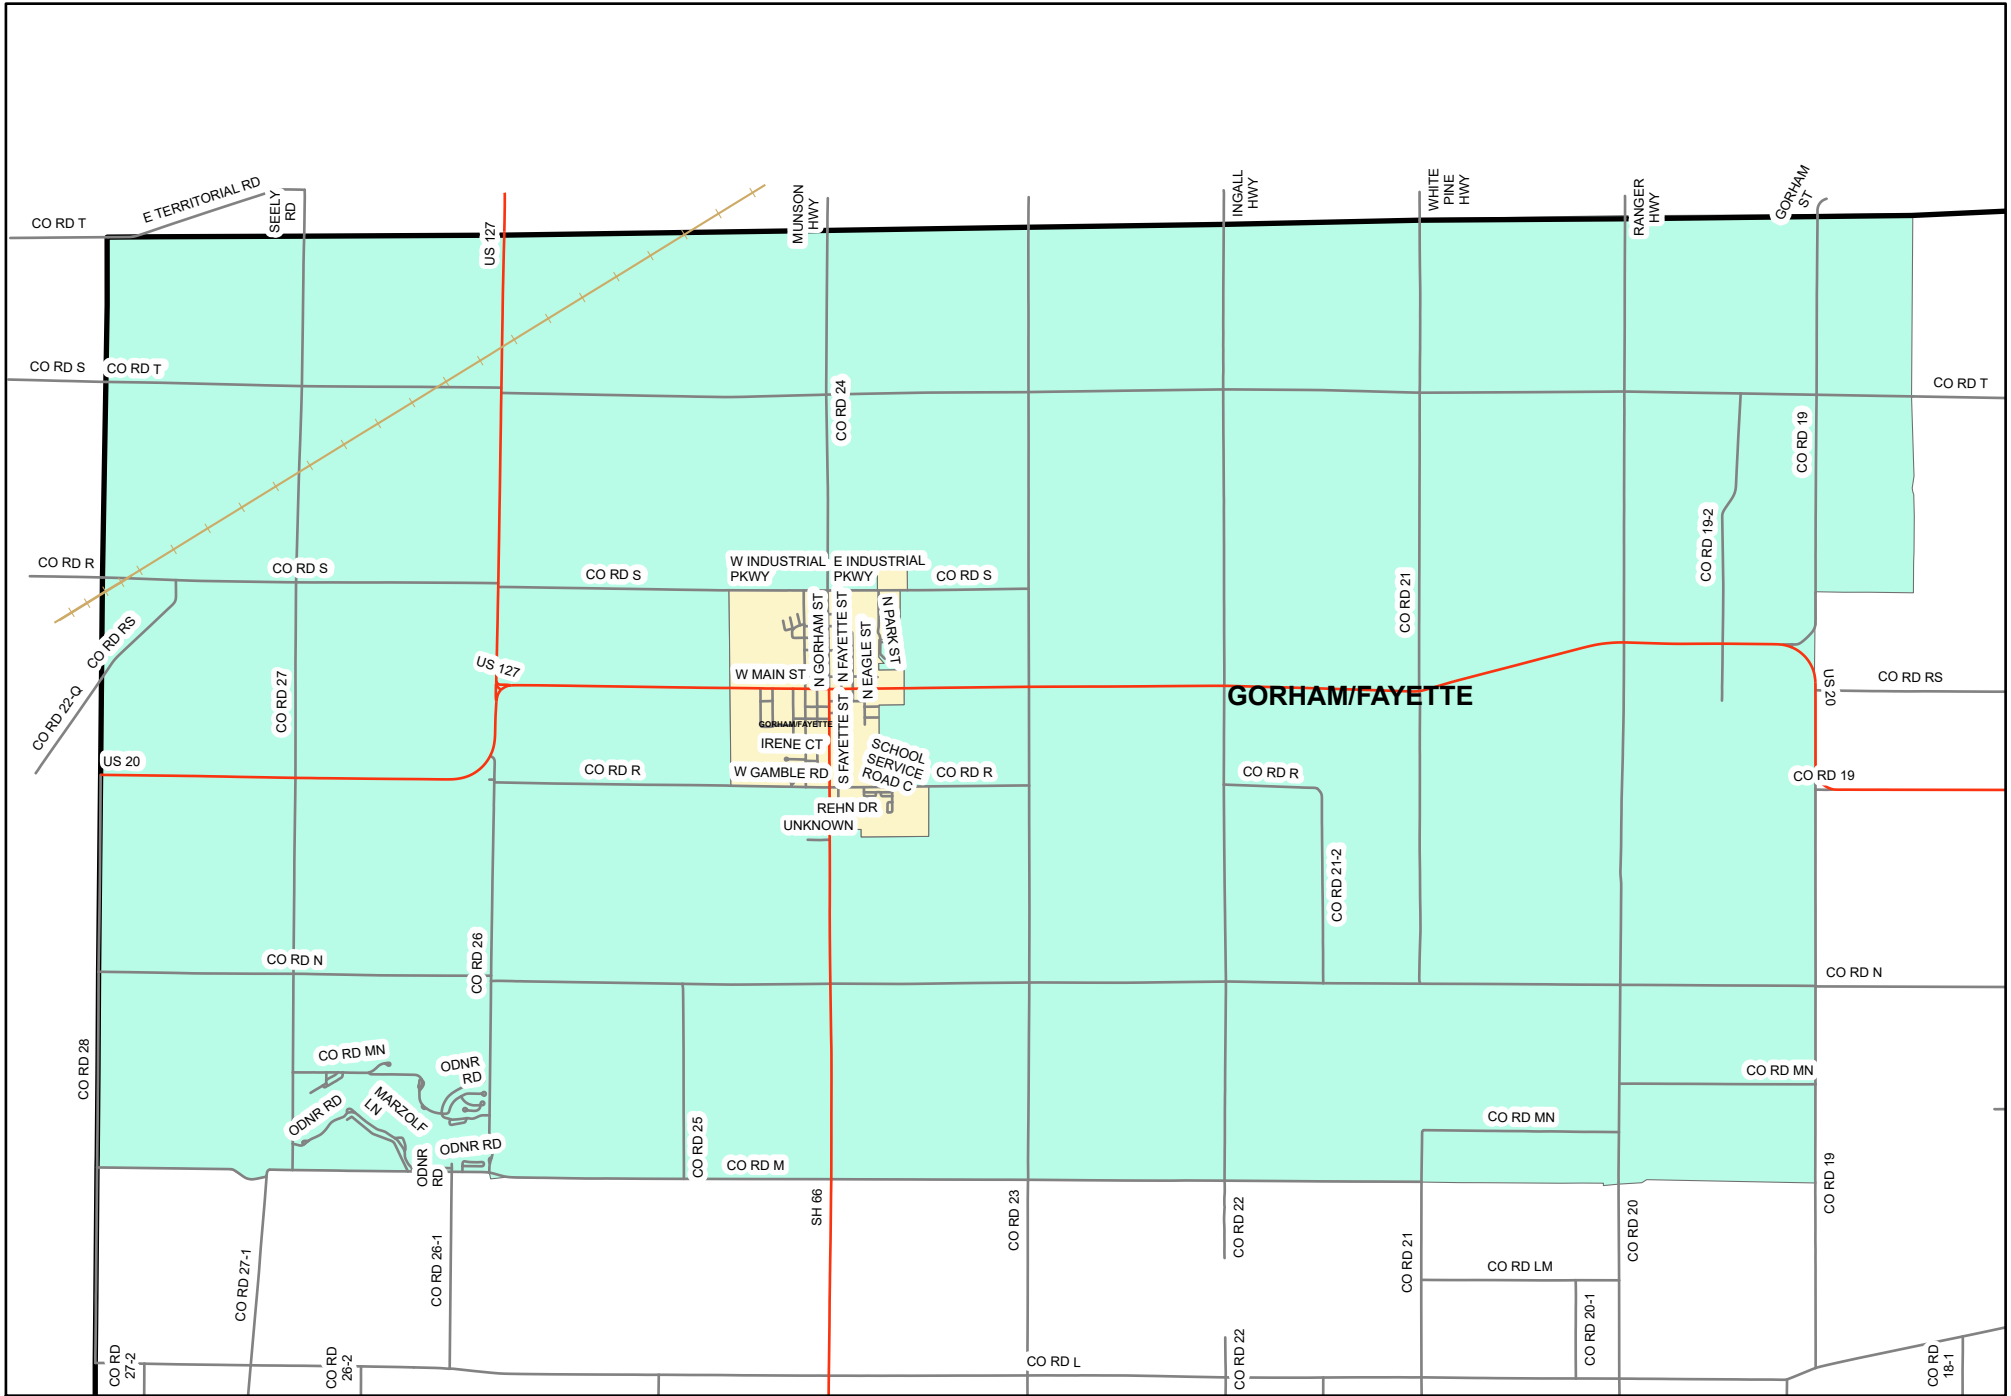 E TERRITORIAL RD
CO RD T
SEELY
RD
US 127
MUNSON
HWY
INGALL
HWY
WHITE
PINE
HWY
RANGER
HWY
GORHAM
ST
CO RD S
CO RD T
CO RD 24
CO RD T
CO RD 19
CO RD 19-2
CO RD R
CO RD S
CO RD S
W INDUSTRIAL
PKWY
E INDUSTRIAL
PKWY
CO RD S
CO RD 21
CO RD RS
CO RD 22-Q
CO RD 27
US 127
N GORHAM ST
N FAYETTE ST
N EAGLE ST
N PARK ST
W MAIN ST
GORHAM/FAYETTE
US 20
CO RD RS
GORHAM/FAYETTE
S FAYETTE ST
IRENE CT
SCHOOL
SERVICE
ROAD C
US 20
CO RD R
W GAMBLE RD
CO RD R
CO RD R
CO RD 19
REHN DR
UNKNOWN
CO RD 21-2
CO RD N
CO RD 26
CO RD N
CO RD 28
CO RD MN
ODNR
RD
CO RD MN
ODNR RD
MARZOLF
LN
CO RD MN
ODNR RD
ODNR
RD
CO RD 25
CO RD M
SH 66
CO RD 23
CO RD 22
CO RD 21
CO RD 20
CO RD 19
CO RD 27-1
CO RD 26-1
CO RD LM
CO RD 20-1
CO RD
27-2
CO RD
26-2
CO RD L
CO RD 22
CO RD
18-1